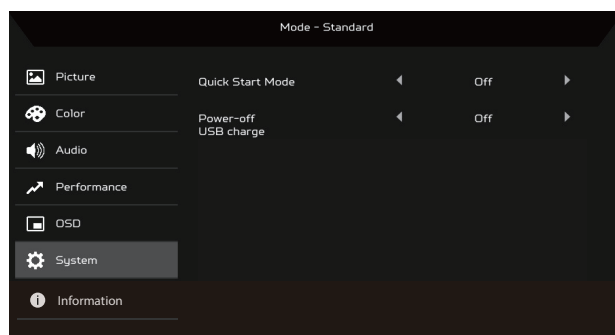 Mode - Standard
Picture
Quick Start Mode
Off
Color
Power-off
USB charge
Off
Audio
Performance
OSD
System
Information